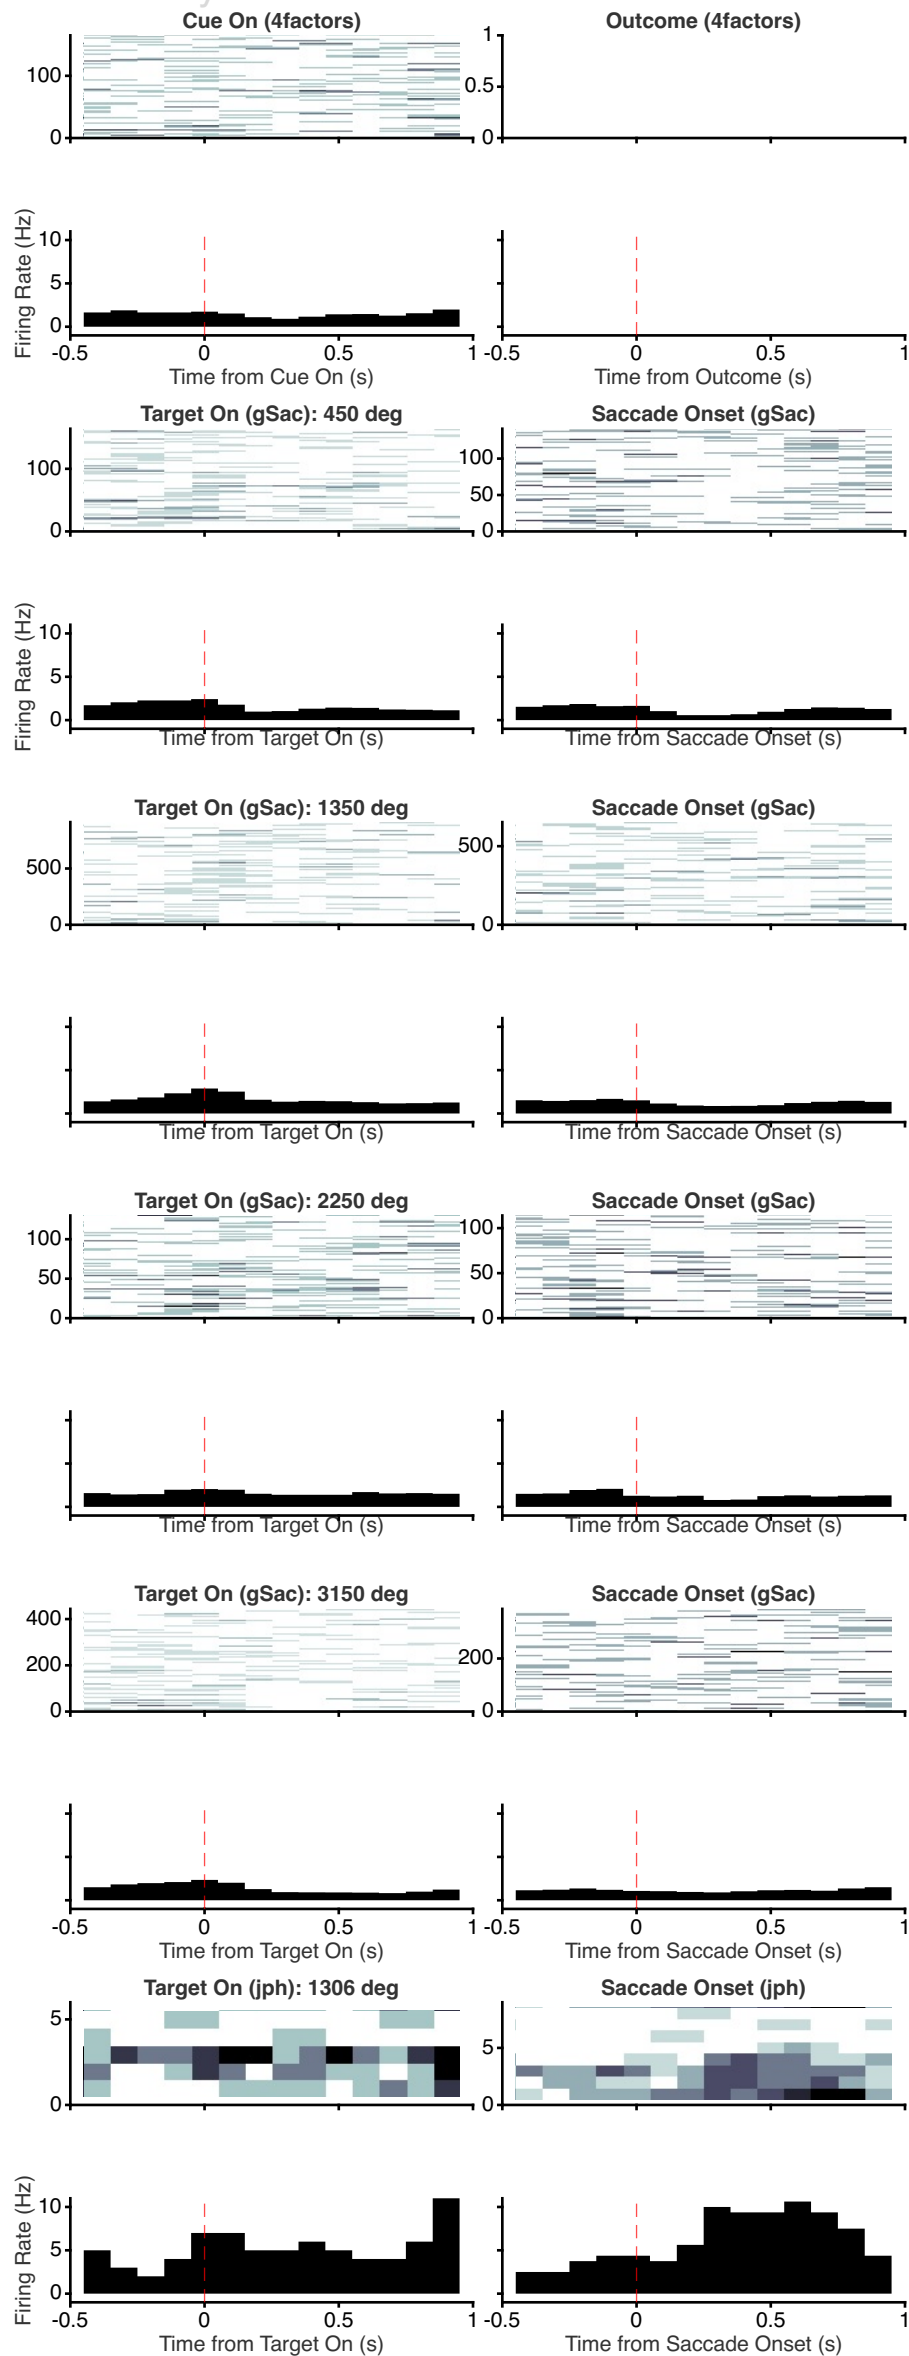 Cue On (4factors) Outcome (4factors)
100
0
1
0.5
0
Firing Rate (Hz)
10
5
0
-0.5 0 0.5 1 -0.5 0 0.5 1
Time from Cue On (s) Time from Outcome (s)
Target On (gSac): 450 deg Saccade Onset (gSac)
100
0
100
50
0
Firing Rate (Hz)
10
5
0
Time from Target On (s) Time from Saccade Onset (s)
Target On (gSac): 1350 deg Saccade Onset (gSac)
500
0
500
0
Time from Target On (s) Time from Saccade Onset (s)
Target On (gSac): 2250 deg Saccade Onset (gSac)
100
50
0
100
50
0
Time from Target On (s) Time from Saccade Onset (s)
Target On (gSac): 3150 deg Saccade Onset (gSac)
400
200
0
200
0
-0.5 0 0.5 1 -0.5 0 0.5 1
Time from Target On (s) Time from Saccade Onset (s)
Target On (jph): 1306 deg Saccade Onset (jph)
5
0
5
0
Firing Rate (Hz)
10
5
0
-0.5 0 0.5 1 -0.5 0 0.5 1
Time from Target On (s) Time from Saccade Onset (s)